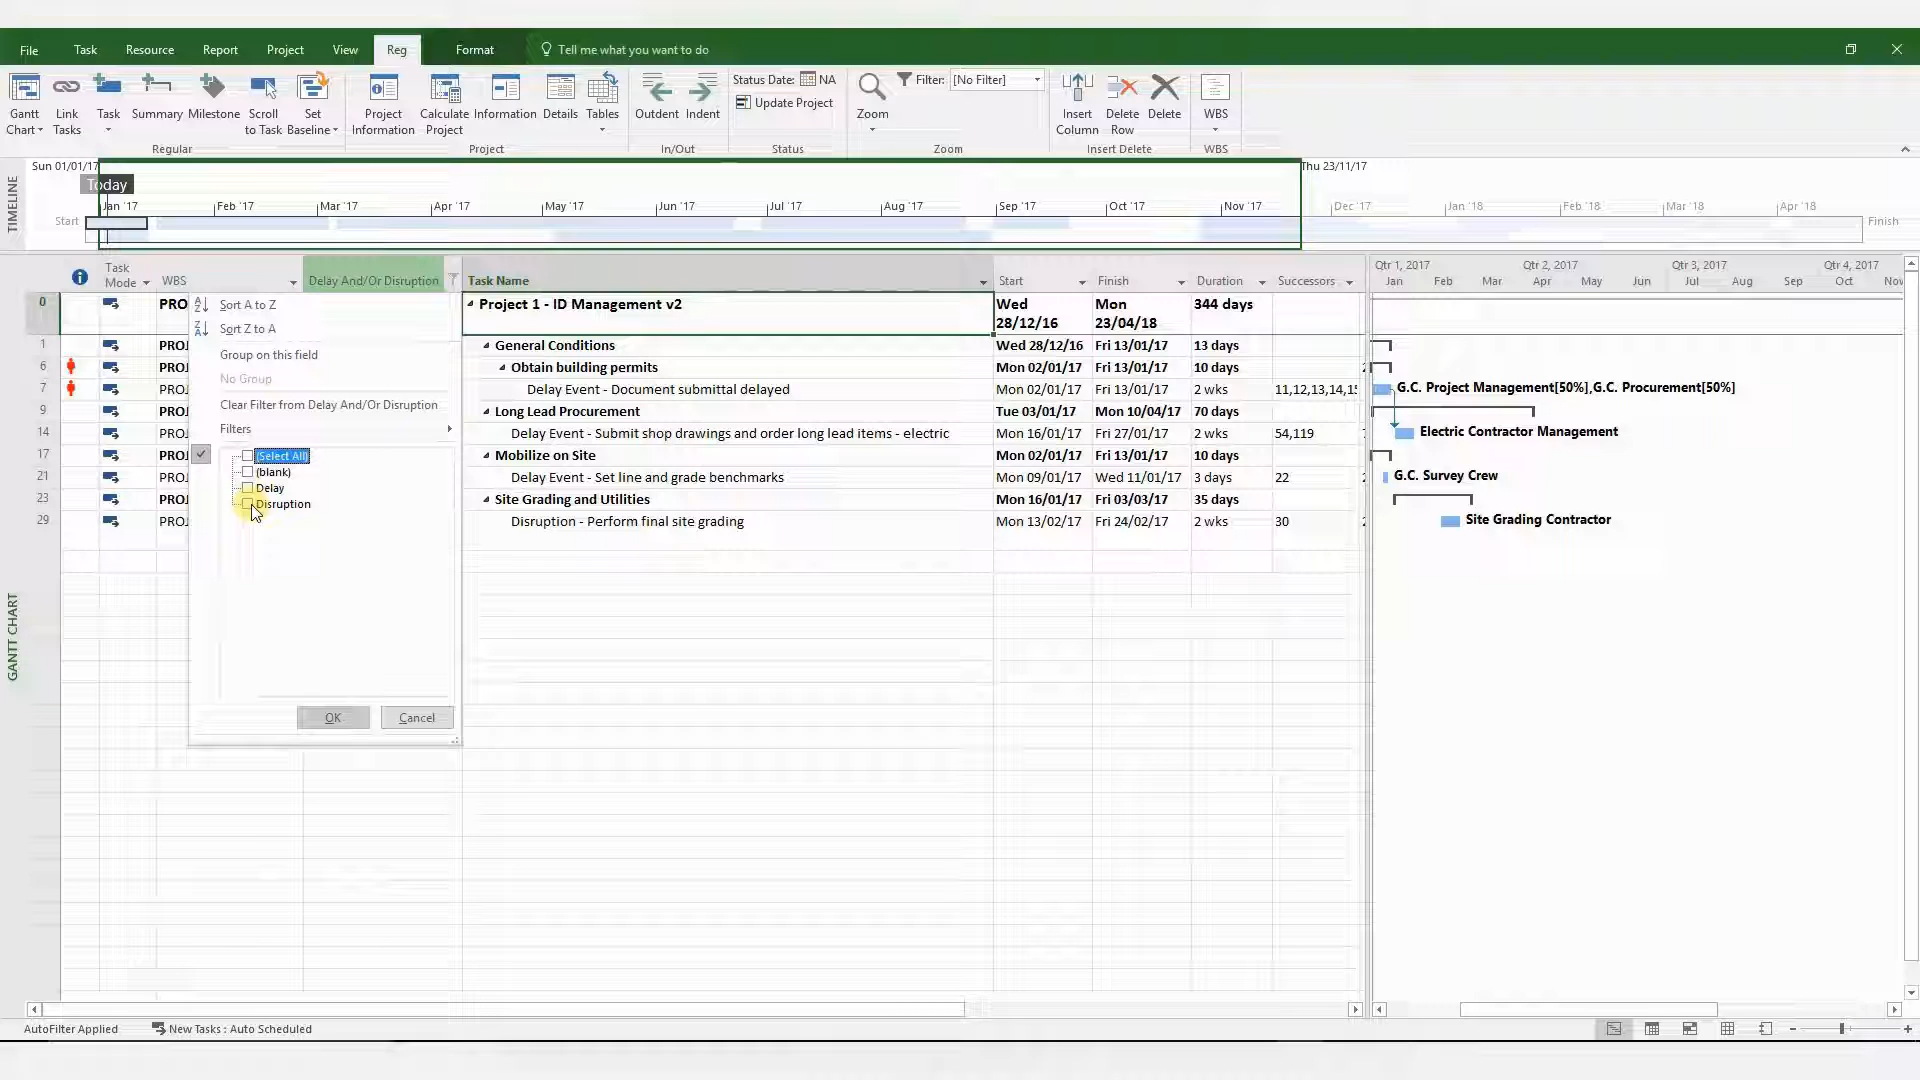 File Task Resource Report Project View Reg Format Tell me what you want to do
Gantt Chart
Link Tasks
Task
Summary
Milestone
Scroll to Task
Set Baseline
Regular
Project Information
Calculate Project
Information
Details
Tables
Project
Outdent
Indent
In/Out
Status Date: NA
Update Project
Status
Zoom
Filter: [No Filter]
Zoom
Insert Column
Delete Row
Delete
Insert Delete
WBS
WBS
TIMELINE
Sun 01/01/17
Thu 23/11/17
Today
Jan '17 Feb '17 Mar '17 Apr '17 May '17 Jun '17 Jul '17 Aug '17 Sep '17 Oct '17 Nov '17 Dec '17 Jan '18 Feb '18 Mar '18 Apr '18
Start
Finish
Task Mode WBS Delay And/Or Disruption Task Name Start Finish Duration Successors
Qtr 1, 2017 Qtr 2, 2017 Qtr 3, 2017 Qtr 4, 2017
Jan Feb Mar Apr May Jun Jul Aug Sep Oct Nov
0 PRO Project 1 - ID Management v2 Wed 28/12/16 Mon 23/04/18 344 days
1 PROJ General Conditions Wed 28/12/16 Fri 13/01/17 13 days
6 PROJ Obtain building permits Mon 02/01/17 Fri 13/01/17 10 days
7 PROJ Delay Event - Document submittal delayed Mon 02/01/17 Fri 13/01/17 2 wks 11,12,13,14,15
9 PROJ Long Lead Procurement Tue 03/01/17 Mon 10/04/17 70 days
14 PROJ Delay Event - Submit shop drawings and order long lead items - electric Mon 16/01/17 Fri 27/01/17 2 wks 54,119
17 PROJ Mobilize on Site Mon 02/01/17 Fri 13/01/17 10 days
21 PROJ Delay Event - Set line and grade benchmarks Mon 09/01/17 Wed 11/01/17 3 days 22
23 PROJ Site Grading and Utilities Mon 16/01/17 Fri 03/03/17 35 days
29 PROJ Disruption - Perform final site grading Mon 13/02/17 Fri 24/02/17 2 wks 30
Sort A to Z
Sort Z to A
Group on this field
No Group
Clear Filter from Delay And/Or Disruption
Filters
(Select All)
(blank)
Delay
Disruption
OK Cancel
G.C. Project Management[50%],G.C. Procurement[50%]
Electric Contractor Management
G.C. Survey Crew
Site Grading Contractor
GANTT CHART
AutoFilter Applied New Tasks : Auto Scheduled